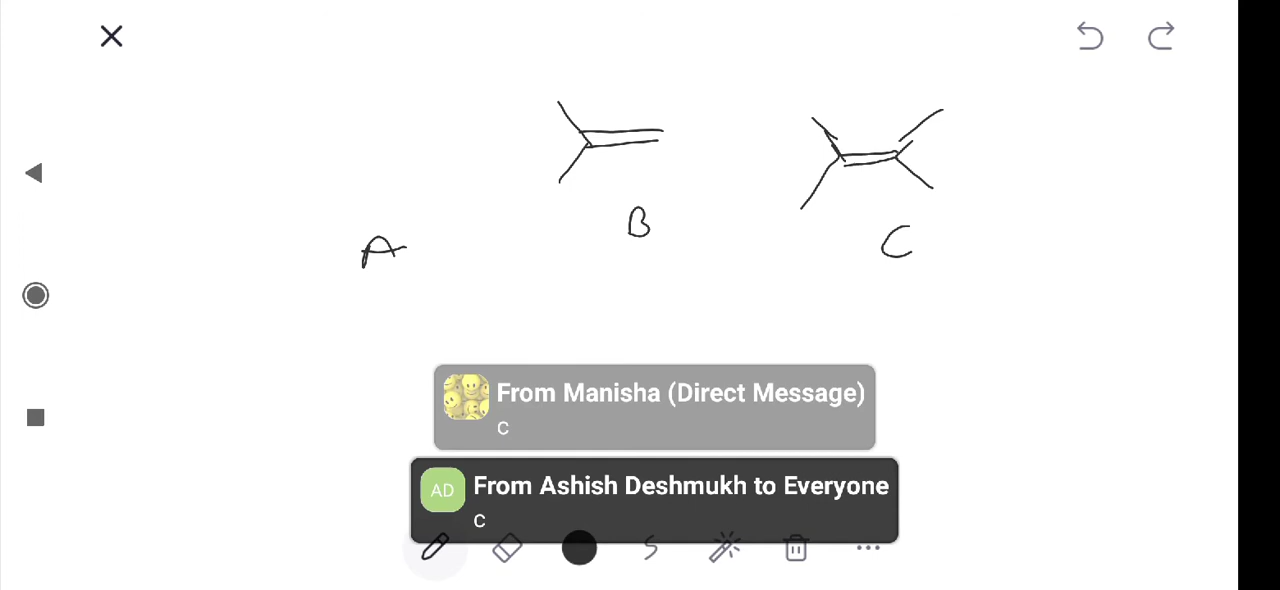 B
A
C
From Manisha (Direct Message)
C
AD
From Ashish Deshmukh to Everyone
C